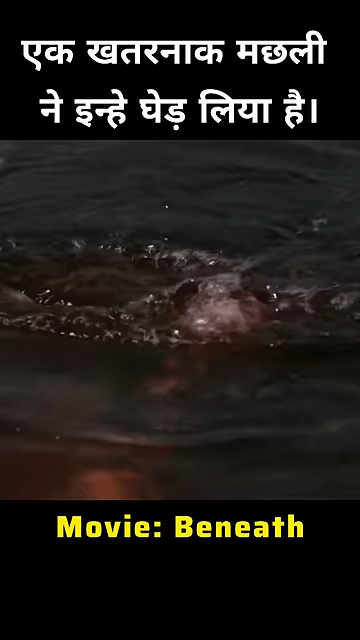 एक खतरनाक मछली
ने इन्हे घेड़ लिया है।
Movie: Beneath